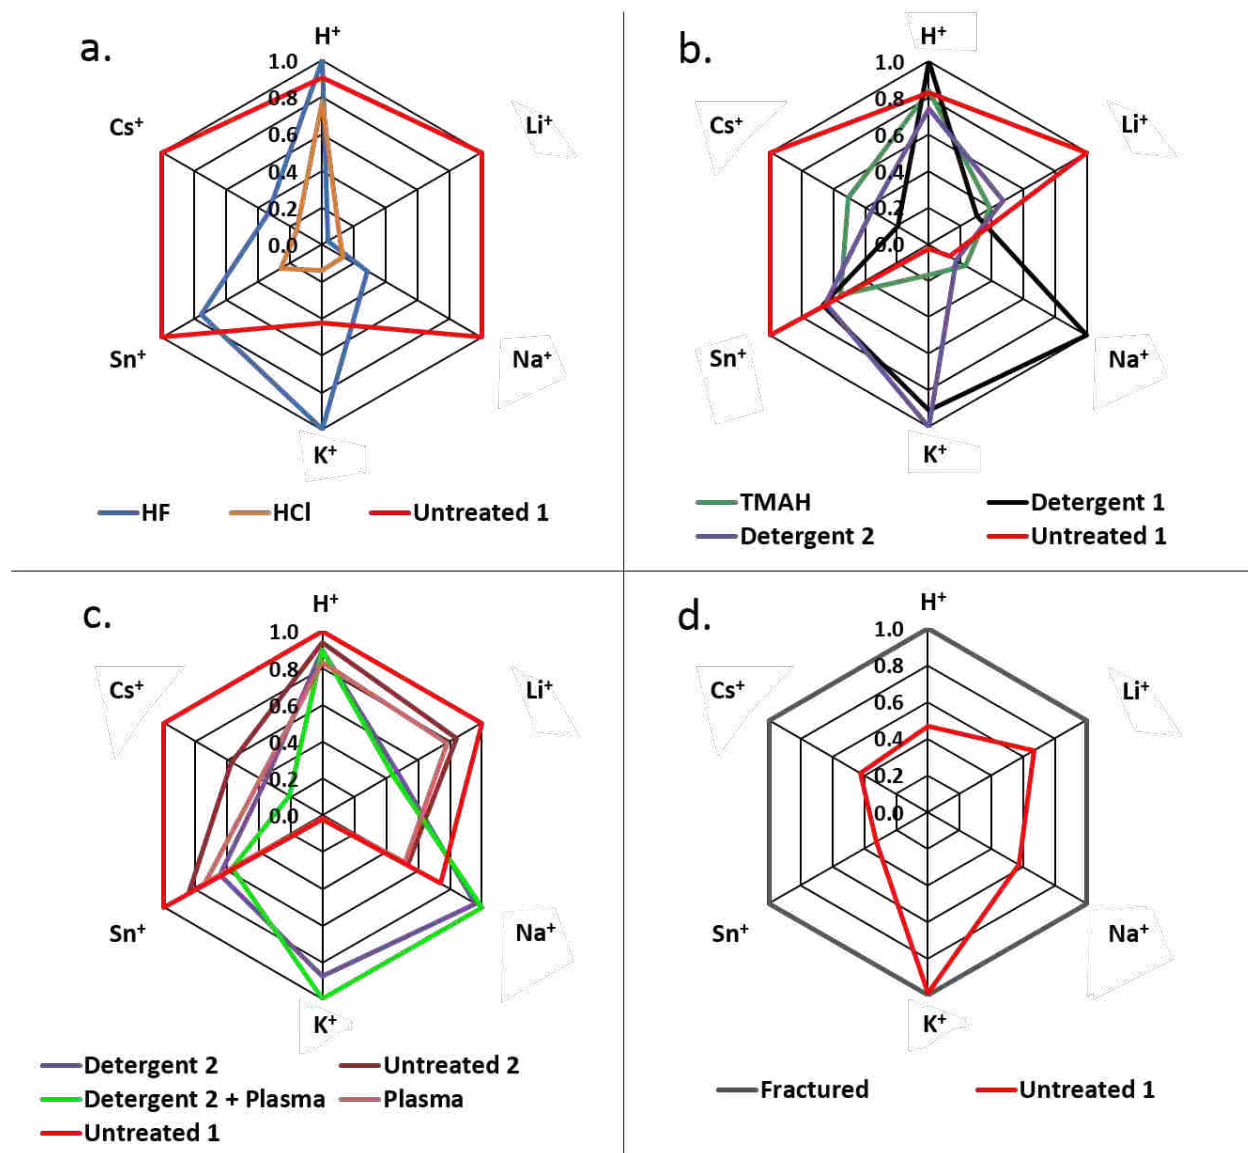 a.
H⁺
1.0
0.8
0.6
0.4
0.2
0.0
Cs⁺
Li⁺
Sn⁺
Na⁺
K⁺
HF HCl Untreated 1
b.
H⁺
1.0
0.8
0.6
0.4
0.2
0.0
Cs⁺
Li⁺
Sn⁺
Na⁺
K⁺
TMAH Detergent 1
Detergent 2 Untreated 1
c.
H⁺
1.0
0.8
0.6
0.4
0.2
0.0
Cs⁺
Li⁺
Sn⁺
Na⁺
K⁺
Detergent 2 Untreated 2
Detergent 2 + Plasma Plasma
Untreated 1
d.
H⁺
1.0
0.8
0.6
0.4
0.2
0.0
Cs⁺
Li⁺
Sn⁺
Na⁺
K⁺
Fractured Untreated 1